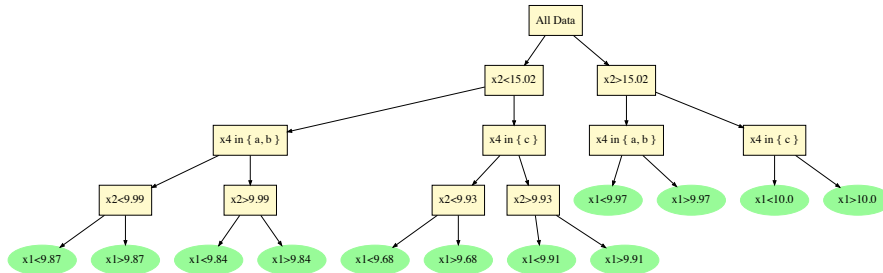 All Data
x2<15.02
x2>15.02
x4 in { a, b }
x4 in { c }
x4 in { a, b }
x4 in { c }
x2<9.99
x2>9.99
x2<9.93
x2>9.93
x1<9.97
x1>9.97
x1<10.0
x1>10.0
x1<9.87
x1>9.87
x1<9.84
x1>9.84
x1<9.68
x1>9.68
x1<9.91
x1>9.91